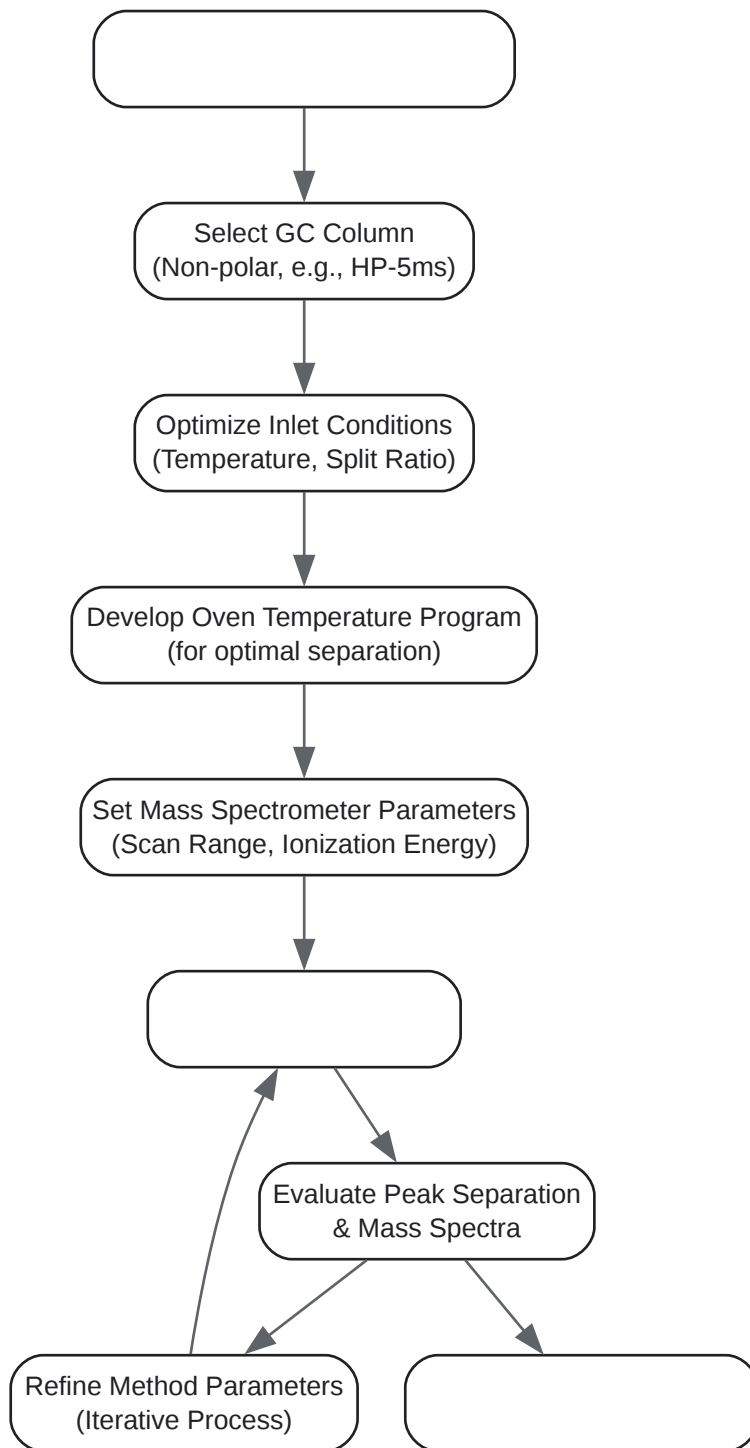 Select GC Column
(Non-polar, e.g., HP-5ms)
Optimize Inlet Conditions
(Temperature, Split Ratio)
Develop Oven Temperature Program
(for optimal separation)
Set Mass Spectrometer Parameters
(Scan Range, Ionization Energy)
Evaluate Peak Separation
& Mass Spectra
Refine Method Parameters
(Iterative Process)